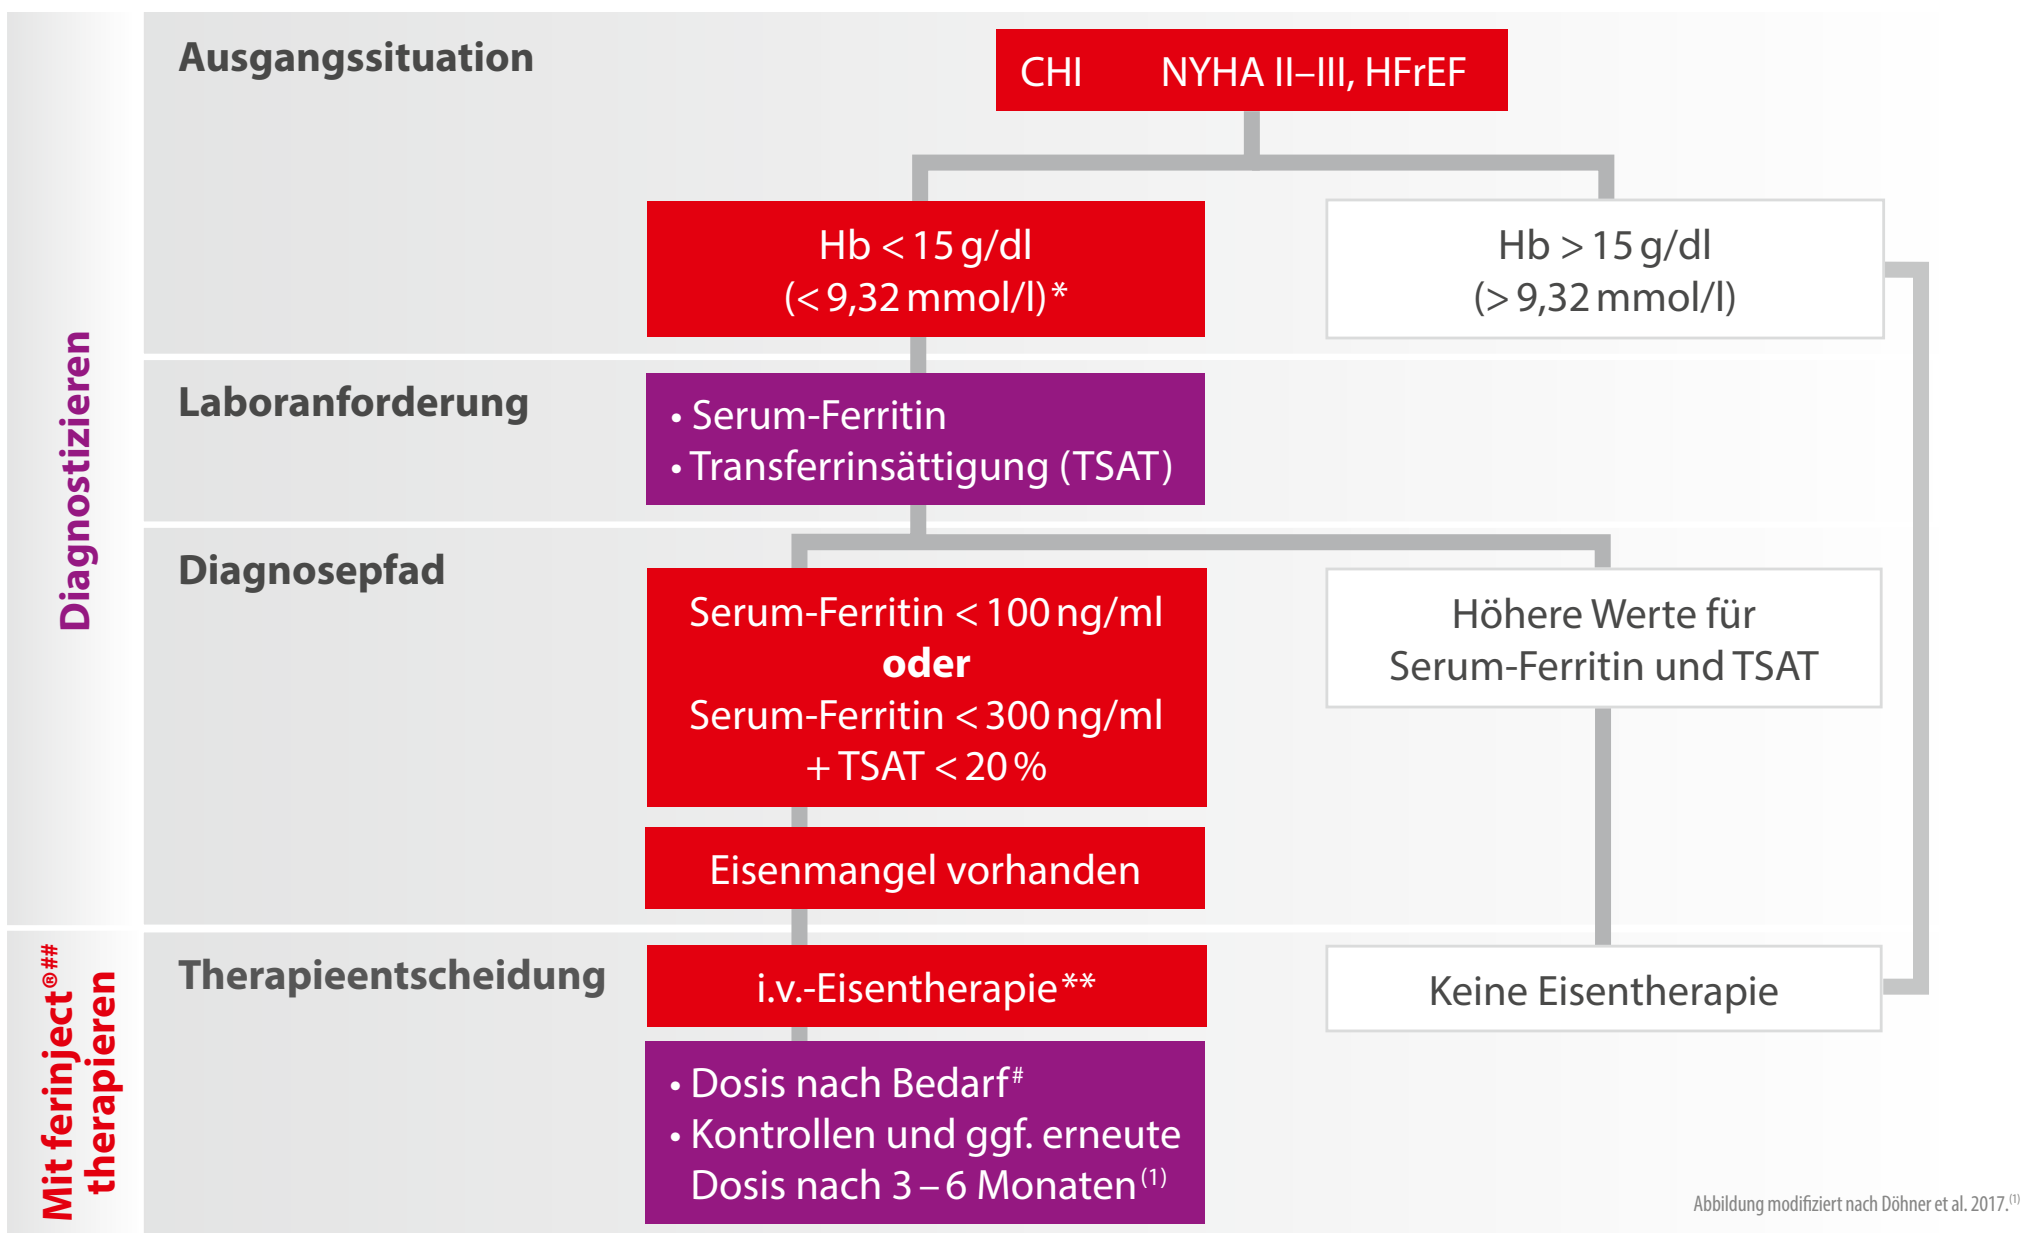 Ausgangssituation
CHI NYHA II–III, HFrEF
Hb < 15 g/dl
(< 9,32 mmol/l)*
Hb > 15 g/dl
(> 9,32 mmol/l)
Diagnostizieren
Laboranforderung
• Serum-Ferritin
• Transferrinsättigung (TSAT)
Diagnosepfad
Serum-Ferritin < 100 ng/ml
oder
Serum-Ferritin < 300 ng/ml
+ TSAT < 20 %
Höhere Werte für
Serum-Ferritin und TSAT
Eisenmangel vorhanden
Mit ferinject®##
therapieren
Therapieentscheidung
i.v.-Eisentherapie**
Keine Eisentherapie
• Dosis nach Bedarf#
• Kontrollen und ggf. erneute
Dosis nach 3 – 6 Monaten(1)
Abbildung modifiziert nach Döhner et al. 2017.(1)